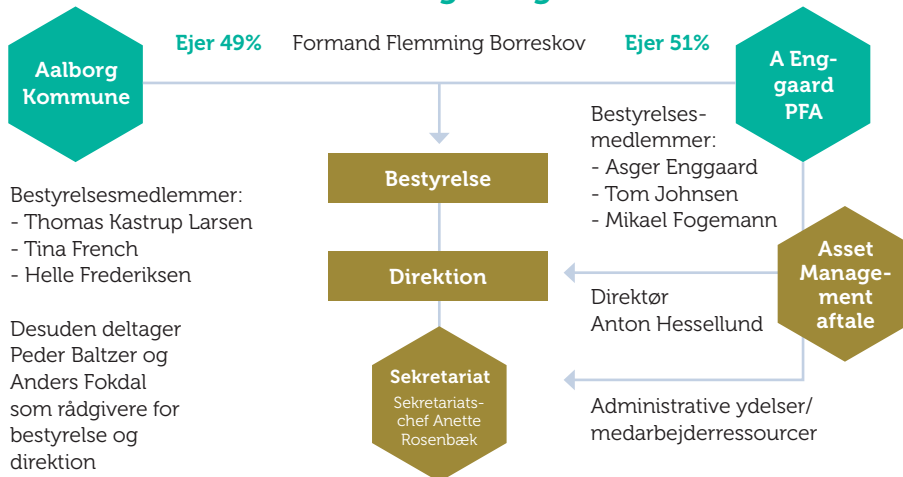 Ejer 49%
Formand Flemming Borreskov
Ejer 51%
Aalborg
Kommune
A Eng-
gaard
PFA
Bestyrelses-
medlemmer:
- Asger Enggaard
- Tom Johnsen
- Mikael Fogemann
Bestyrelse
Bestyrelsesmedlemmer:
- Thomas Kastrup Larsen
- Tina French
- Helle Frederiksen
Asset
Manage-
ment
aftale
Direktion
Direktør
Anton Hessellund
Desuden deltager
Peder Baltzer og
Anders Fokdal
som rådgivere for
bestyrelse og
direktion
Sekretariat
Sekretariats-
chef Anette
Rosenbæk
Administrative ydelser/
medarbejderressourcer